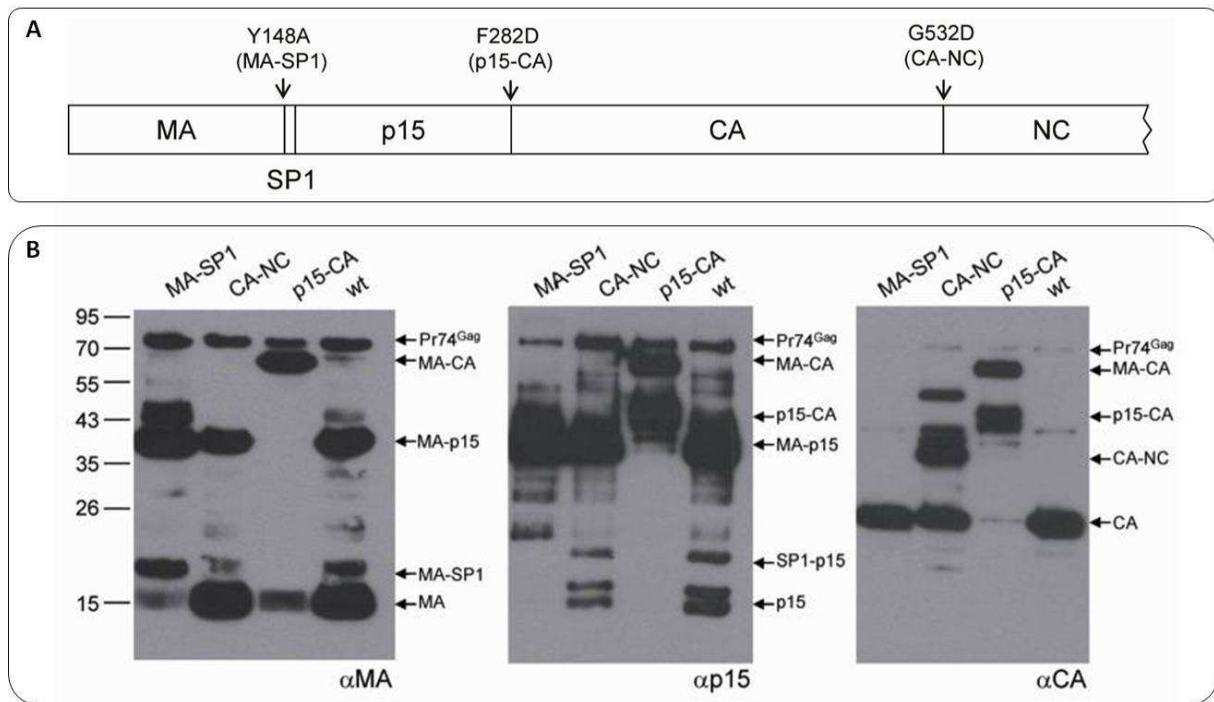 A
Y148A
(MA-SP1)
F282D
(p15-CA)
G532D
(CA-NC)
MA
p15
CA
NC
SP1
B
MA-SP1
CA-NC
p15-CA
wt
MA-SP1
CA-NC
p15-CA
wt
MA-SP1
CA-NC
p15-CA
wt
95
70
55
43
35
26
15
Pr74Gag
MA-CA
MA-p15
MA-SP1
MA
αMA
Pr74Gag
MA-CA
p15-CA
MA-p15
SP1-p15
p15
αp15
Pr74Gag
MA-CA
p15-CA
CA-NC
CA
αCA